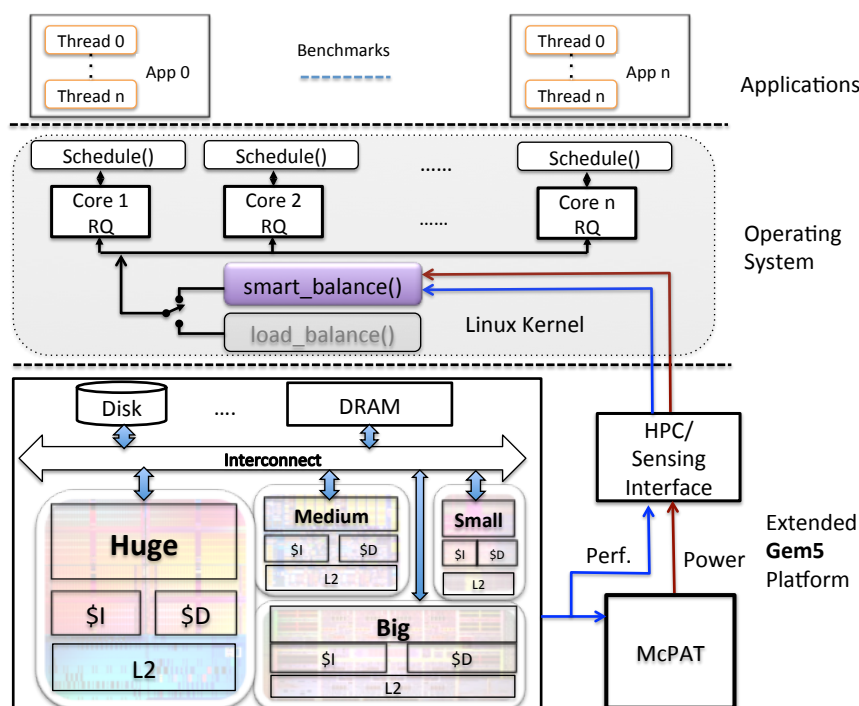 Thread 0
App 0
Thread n
Benchmarks
Thread 0
App n
Thread n
Applications
Schedule()
Schedule()
......
Schedule()
Core 1
RQ
Core 2
RQ
......
Core n
RQ
Operating
System
smart_balance()
load_balance()
Linux Kernel
Disk
....
DRAM
Interconnect
HPC/
Sensing
Interface
Huge
$I
$D
L2
Medium
$I
$D
L2
Small
$I
$D
L2
Big
$I
$D
L2
Perf.
Power
Extended
Gem5
Platform
McPAT